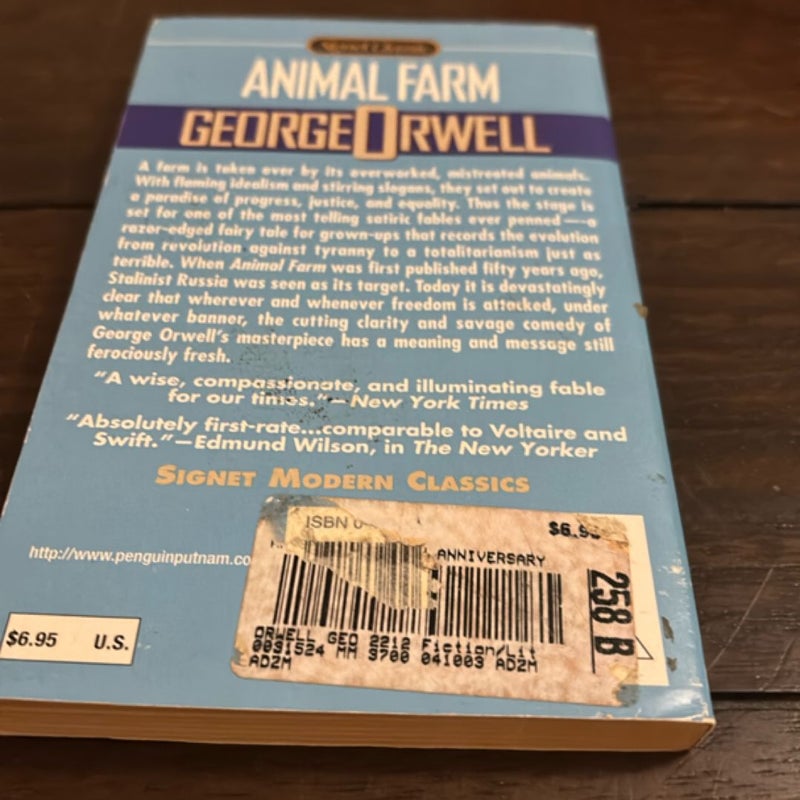 Signet Classic
ANIMAL FARM
GEORGE ORWELL
A farm is taken over by its overworked, mistreated animals.
With flaming idealism and stirring slogans, they set out to create
a paradise of progress, justice, and equality. Thus the stage is
set for one of the most telling satiric fables ever penned—a
razor-edged fairy tale for grown-ups that records the evolution
from revolution against tyranny to a totalitarianism just as
terrible. When Animal Farm was first published fifty years ago,
Stalinist Russia was seen as its target. Today it is devastatingly
clear that wherever and whenever freedom is attacked, under
whatever banner, the cutting clarity and savage comedy of
George Orwell's masterpiece has a meaning and message still
ferociously fresh.
"A wise, compassionate, and illuminating fable
for our times."—New York Times
"Absolutely first-rate...comparable to Voltaire and
Swift."—Edmund Wilson, in The New Yorker
SIGNET MODERN CLASSICS
ISBN 0-
$6.9
ANNIVERSARY
http://www.penguinputnam.co
258 B
ORWELL GEO 2212 Fiction/Lit
0031524 MM 3700 041003 AD2M
AD2M
$6.95 U.S.